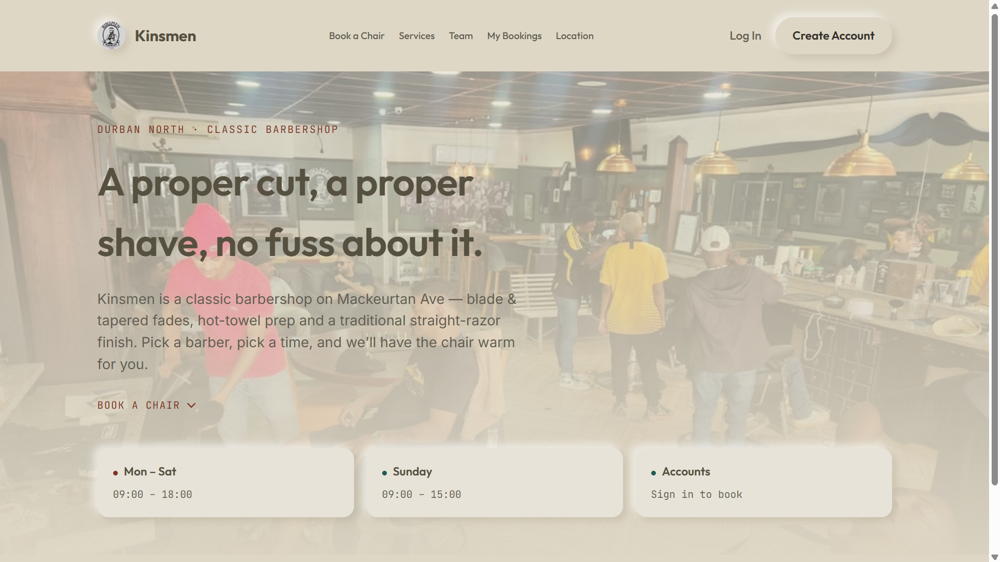 KINSMEN
BARBERS
Kinsmen
Book a Chair
Services
Team
My Bookings
Location
Log In
Create Account
DURBAN NORTH · CLASSIC BARBERSHOP
A proper cut, a proper
shave, no fuss about it.
Kinsmen is a classic barbershop on Mackeurtan Ave — blade &
tapered fades, hot-towel prep and a traditional straight-razor
finish. Pick a barber, pick a time, and we'll have the chair warm
for you.
BOOK A CHAIR
Mon – Sat
09:00 – 18:00
Sunday
09:00 – 15:00
Accounts
Sign in to book